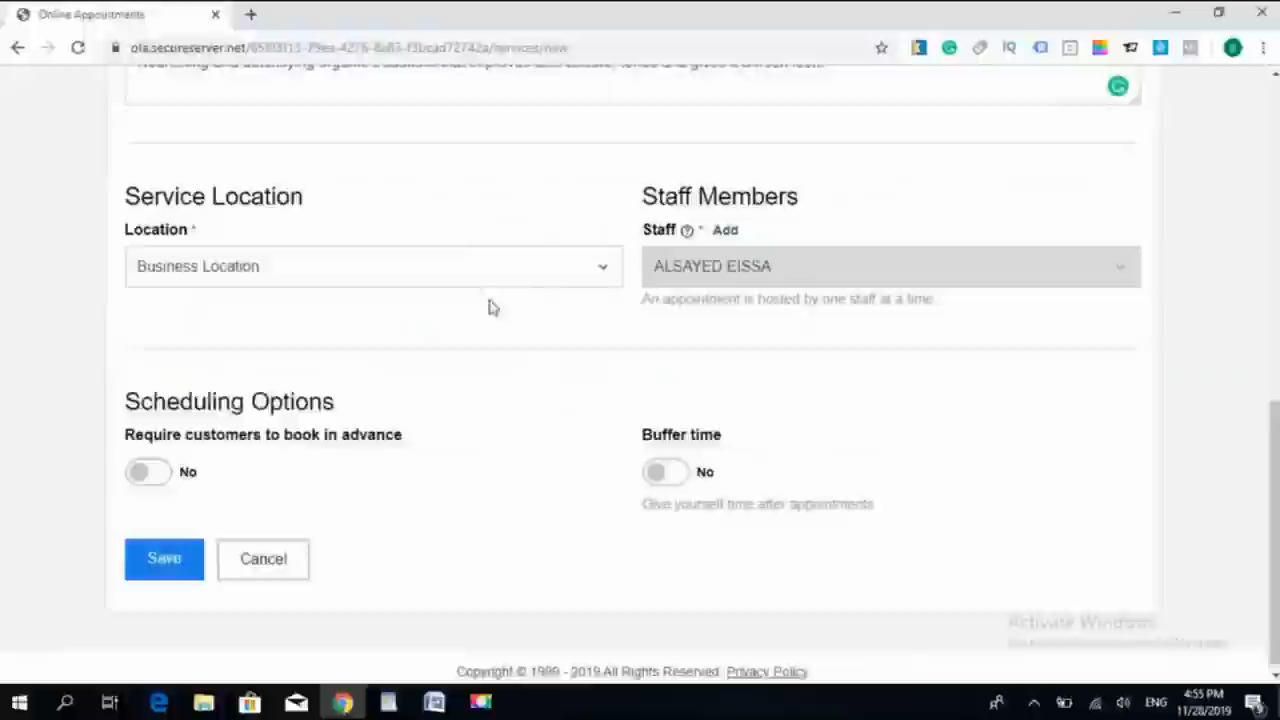 Online Appointments
Service Location
Staff Members
Location *
Staff * Add
Business Location
ALSAYED EISSA
An appointment is hosted by one staff at a time
Scheduling Options
Require customers to book in advance
Buffer time
No
No
Give yourself time after appointments
Save
Cancel
Activate Windows
Copyright © 1999 - 2019 All Rights Reserved. Privacy Policy
ENG
4:55 PM
11/28/2019